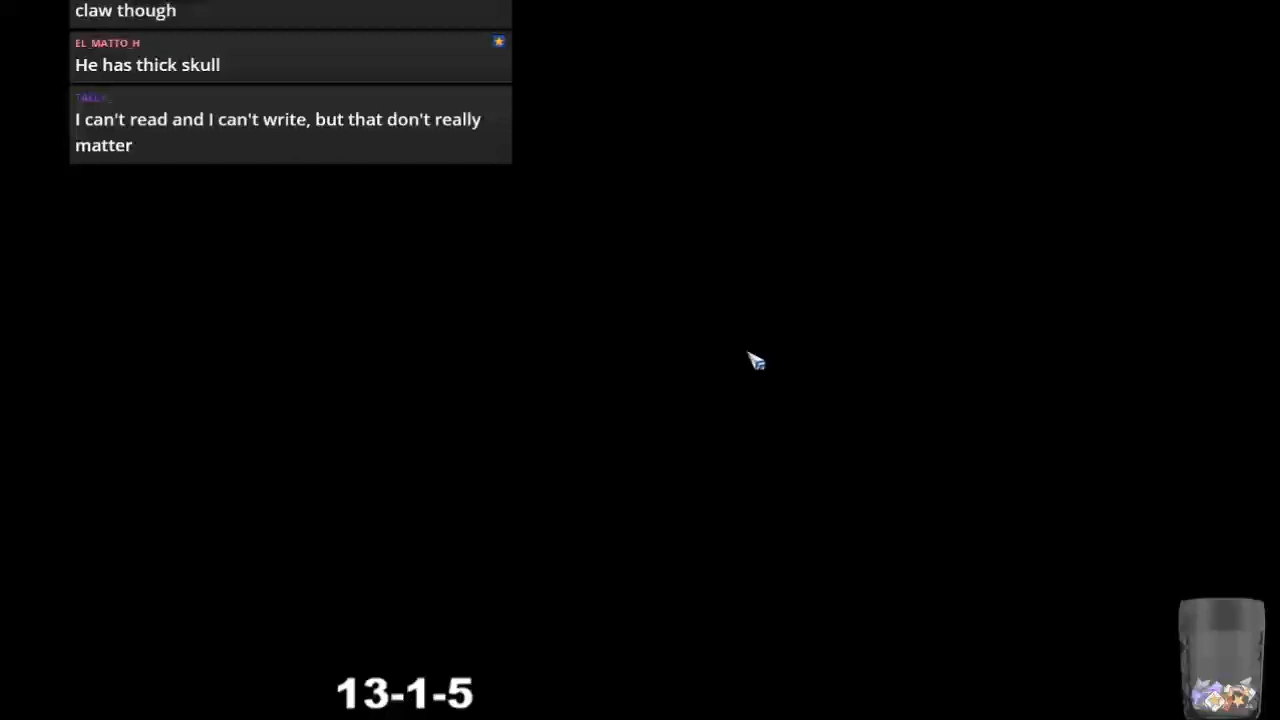 claw though
EL_MATTO_H
He has thick skull
I can't read and I can't write, but that don't really
matter
13-1-5